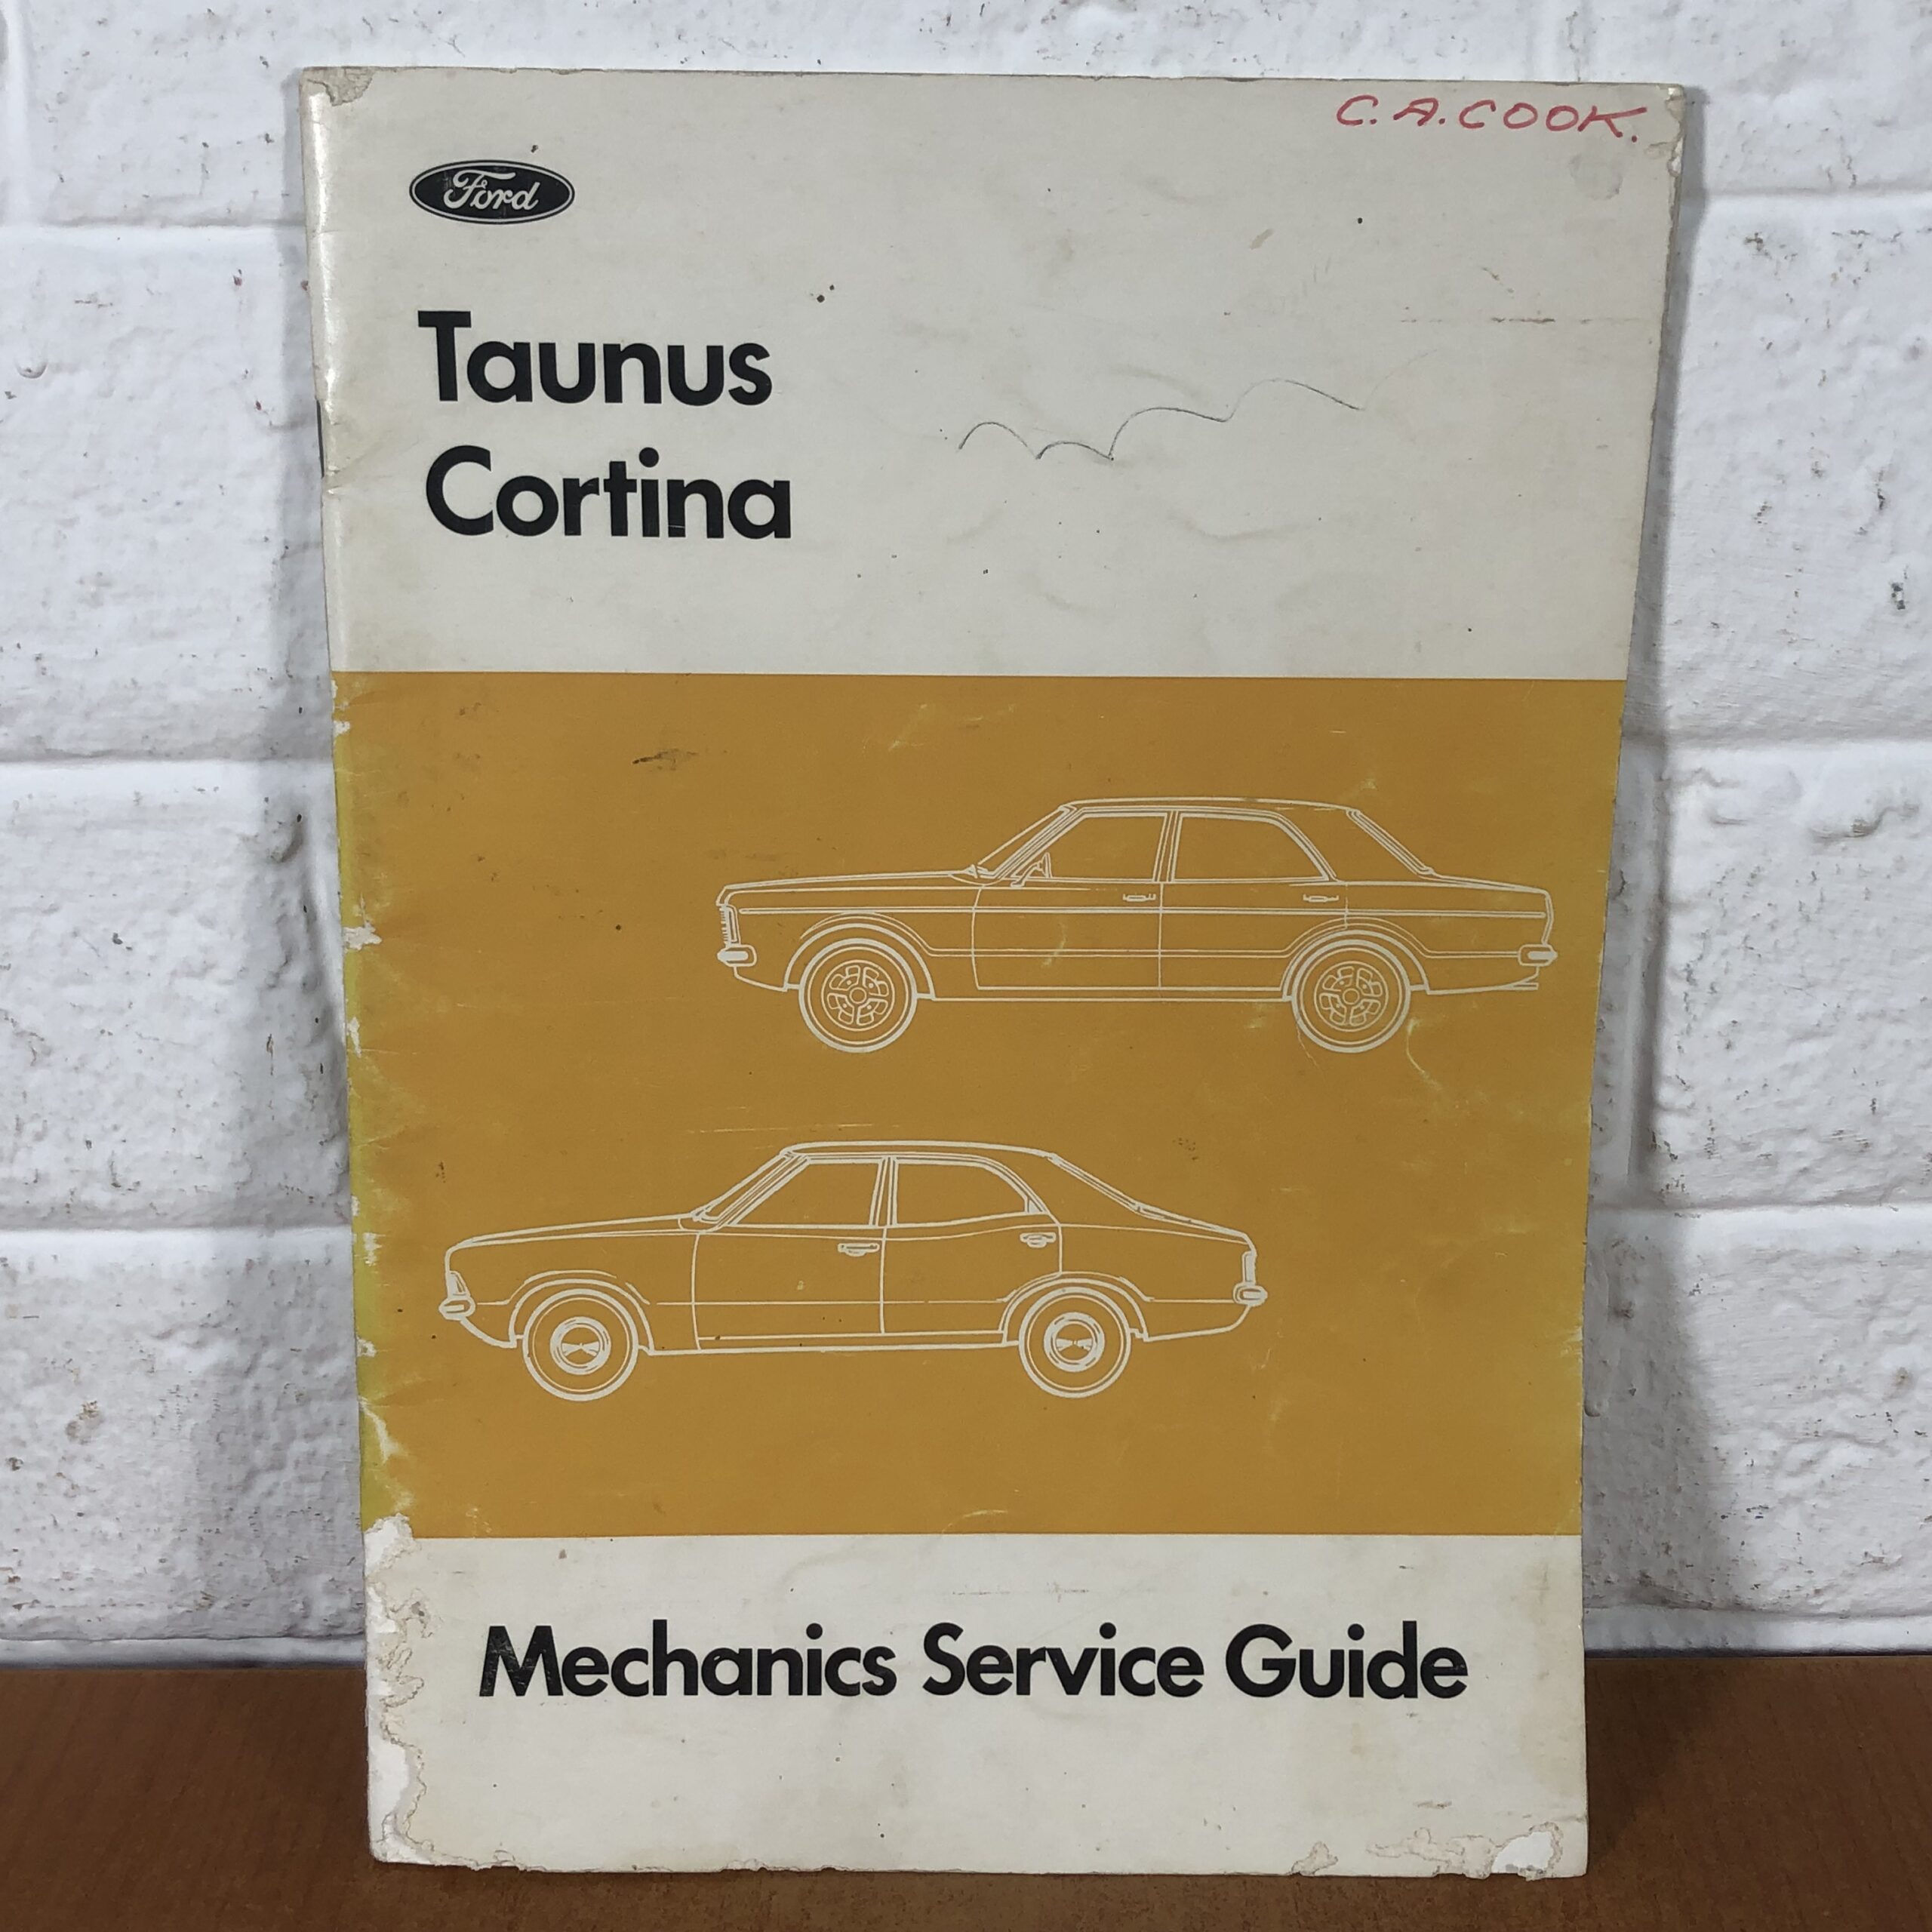 C. A. COOK.
Ford
Taunus
Cortina
Mechanics Service Guide